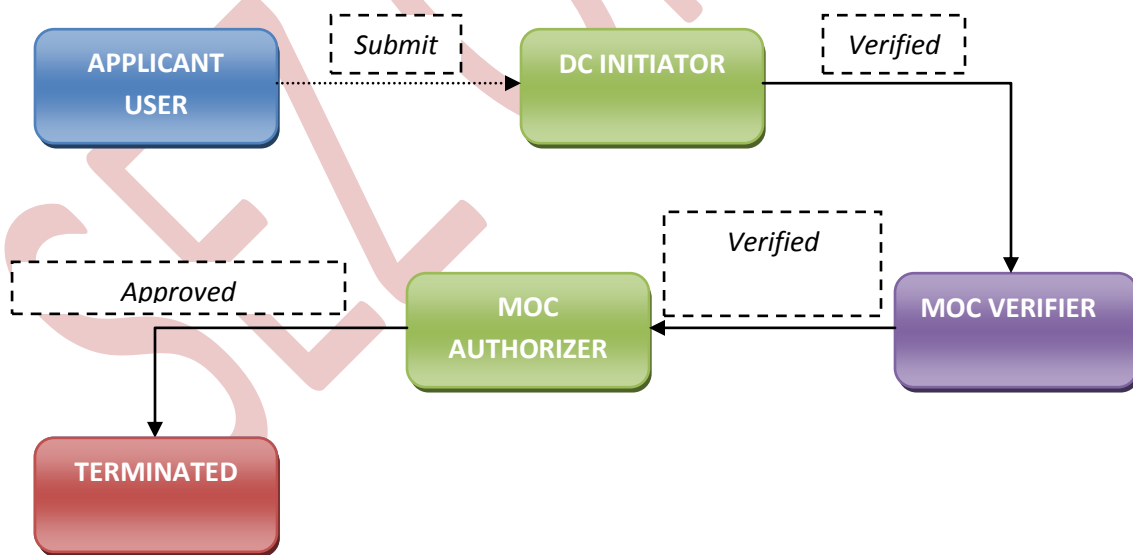 APPLICANT
USER
Submit
DC INITIATOR
Verified
MOC VERIFIER
Verified
MOC
AUTHORIZER
Approved
TERMINATED